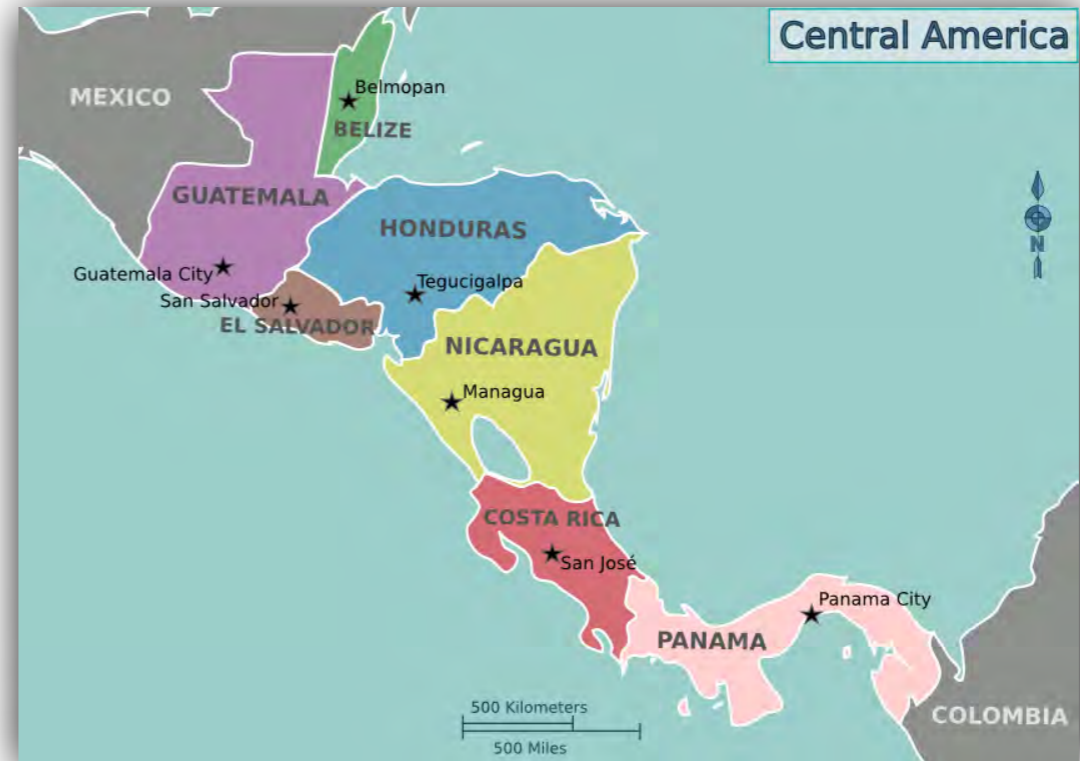 Central America
Belmopan
MEXICO
BELIZE
GUATEMALA
HONDURAS
N
Guatemala City
Tegucigalpa
San Salvador
EL SALVADOR
NICARAGUA
Managua
COSTA RICA
San José
Panama City
PANAMA
500 Kilometers
COLOMBIA
500 Miles